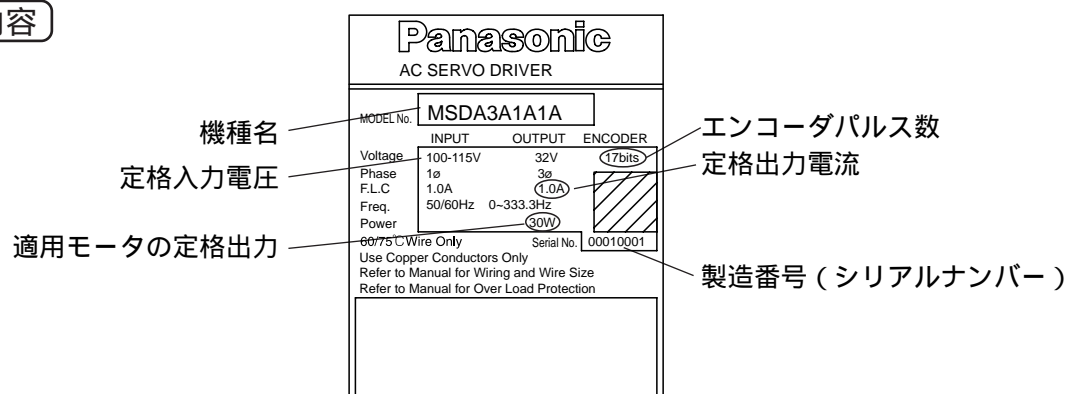 内容
Panasonic
AC SERVO DRIVER
機種名
MODEL No. MSDA3A1A1A
INPUT OUTPUT ENCODER
エンコーダパルス数
定格入力電圧
Voltage 100-115V 32V 17bits
定格出力電流
Phase 1ø 3ø
F.L.C 1.0A 1.0A
Freq. 50/60Hz 0~333.3Hz
Power 30W
適用モータの定格出力
60/75℃Wire Only Serial No. 00010001
製造番号(シリアルナンバー)
Use Copper Conductors Only
Refer to Manual for Wiring and Wire Size
Refer to Manual for Over Load Protection